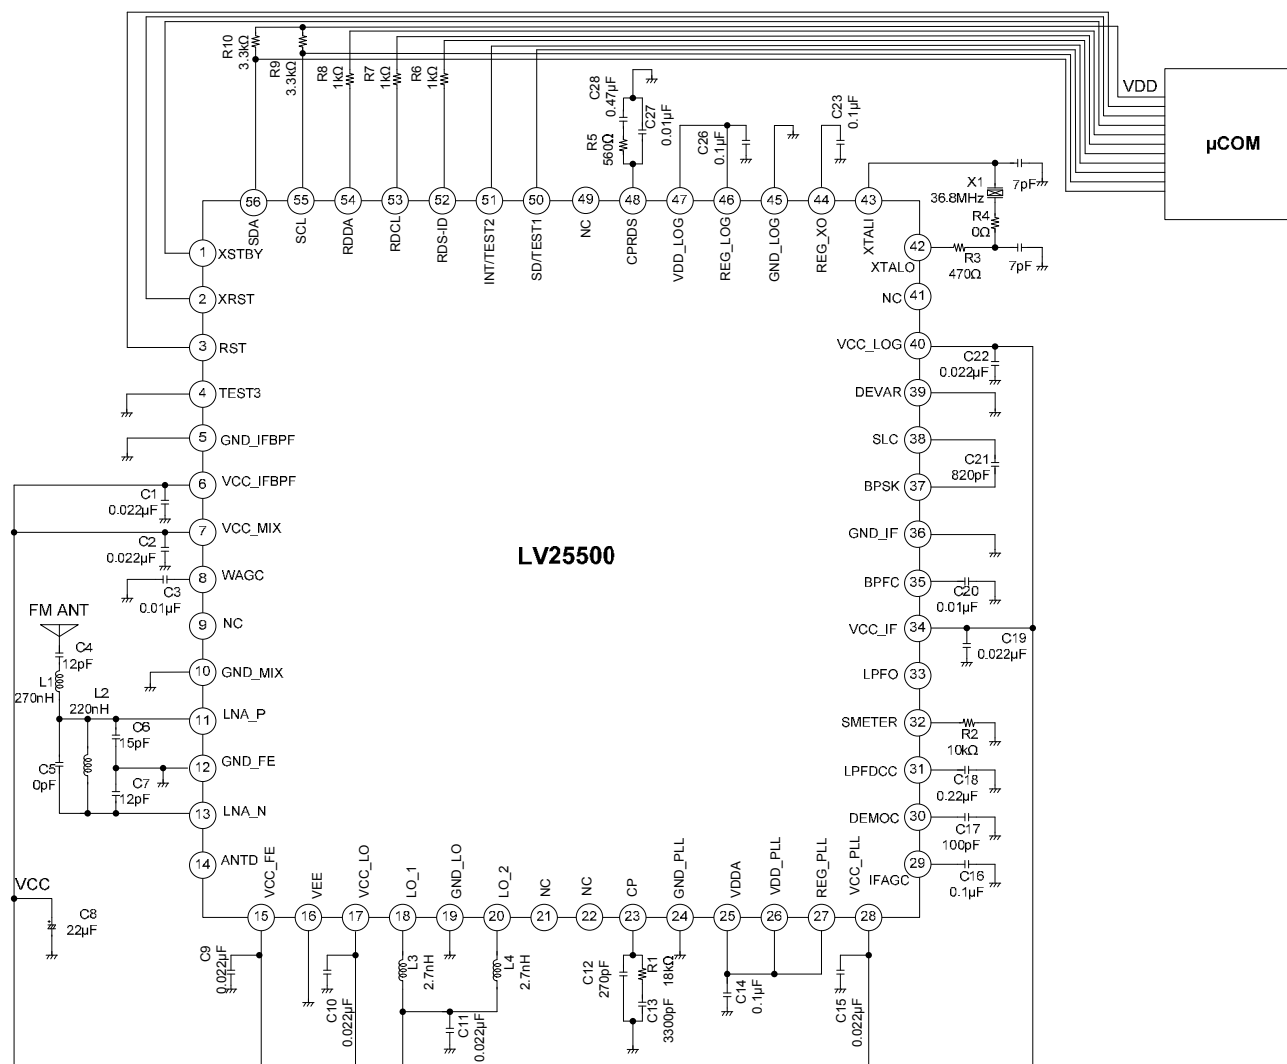 R10
3.3kΩ
R9
3.3kΩ
R8
1kΩ
R7
1kΩ
R6
1kΩ
C28
0.47µF
C27
0.01µF
R5
560Ω
C26
0.1µF
C23
0.1µF
VDD
µCOM
7pF
X1
36.8MHz
R4
0Ω
R3
470Ω
7pF
56
55
54
53
52
51
50
49
48
47
46
45
44
43
SDA
SCL
RDDA
RDCL
RDS-ID
INT/TEST2
SD/TEST1
NC
CPRDS
VDD_LOG
REG_LOG
GND_LOG
REG_XO
XTALI
1 XSTBY
2 XRST
3 RST
4 TEST3
5 GND_IFBPF
6 VCC_IFBPF
7 VCC_MIX
8 WAGC
9 NC
10 GND_MIX
11 LNA_P
12 GND_FE
13 LNA_N
14 ANTD
C1
0.022µF
C2
0.022µF
C3
0.01µF
FM ANT
C4
12pF
L1
270nH
L2
220nH
C6
15pF
C5
0pF
C7
12pF
VCC
C8
22µF
LV25500
XTALO 42
NC 41
VCC_LOG 40
DEVAR 39
SLC 38
BPSK 37
GND_IF 36
BPFC 35
VCC_IF 34
LPFO 33
SMETER 32
LPFDCC 31
DEMOC 30
IFAGC 29
C22
0.022µF
C21
820pF
C20
0.01µF
C19
0.022µF
R2
10kΩ
C18
0.22µF
C17
100pF
C16
0.1µF
VCC_FE
VEE
VCC_LO
LO_1
GND_LO
LO_2
NC
NC
CP
GND_PLL
VDDA
VDD_PLL
REG_PLL
VCC_PLL
15
16
17
18
19
20
21
22
23
24
25
26
27
28
C9
0.022µF
C10
0.022µF
L3
2.7nH
C11
0.022µF
L4
2.7nH
C12
270pF
R1
18kΩ
C13
3300pF
C14
0.1µF
C15
0.022µF